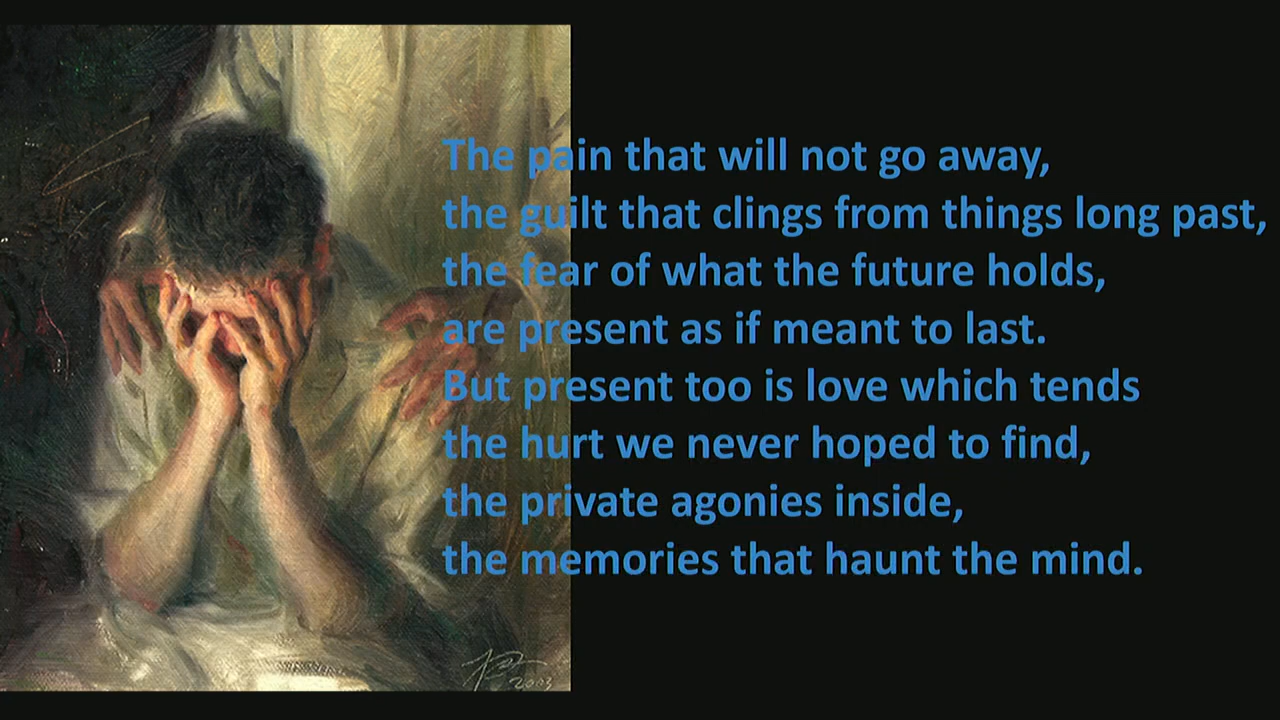 The pain that will not go away,
the guilt that clings from things long past,
the fear of what the future holds,
are present as if meant to last.
But present too is love which tends
the hurt we never hoped to find,
the private agonies inside,
the memories that haunt the mind.
2003